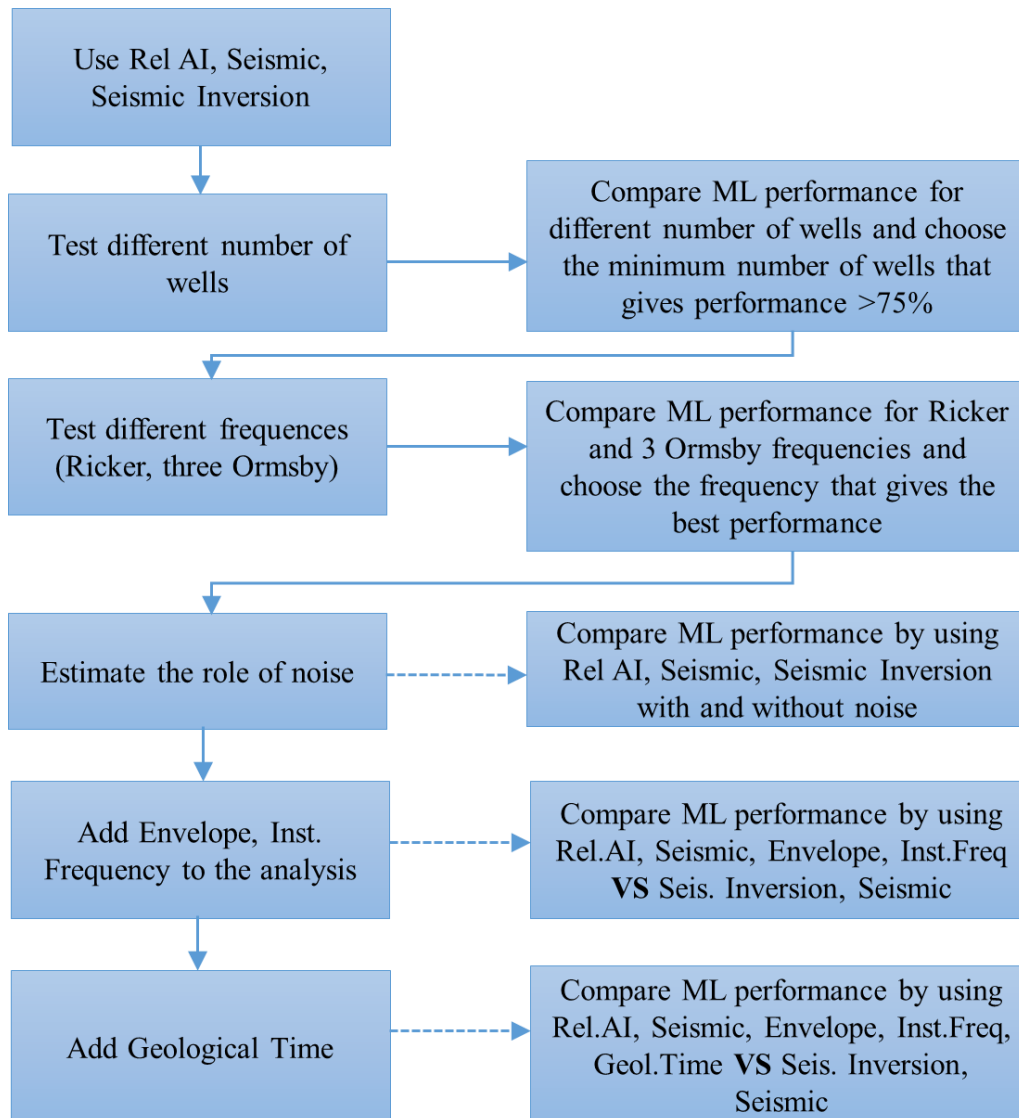 Use Rel AI, Seismic,
Seismic Inversion
Test different number of
wells
Compare ML performance for
different number of wells and choose
the minimum number of wells that
gives performance >75%
Test different frequences
(Ricker, three Ormsby)
Compare ML performance for Ricker
and 3 Ormsby frequencies and
choose the frequency that gives the
best performance
Estimate the role of noise
Compare ML performance by using
Rel AI, Seismic, Seismic Inversion
with and without noise
Add Envelope, Inst.
Frequency to the analysis
Compare ML performance by using
Rel.AI, Seismic, Envelope, Inst.Freq
VS Seis. Inversion, Seismic
Add Geological Time
Compare ML performance by using
Rel.AI, Seismic, Envelope, Inst.Freq,
Geol.Time VS Seis. Inversion,
Seismic